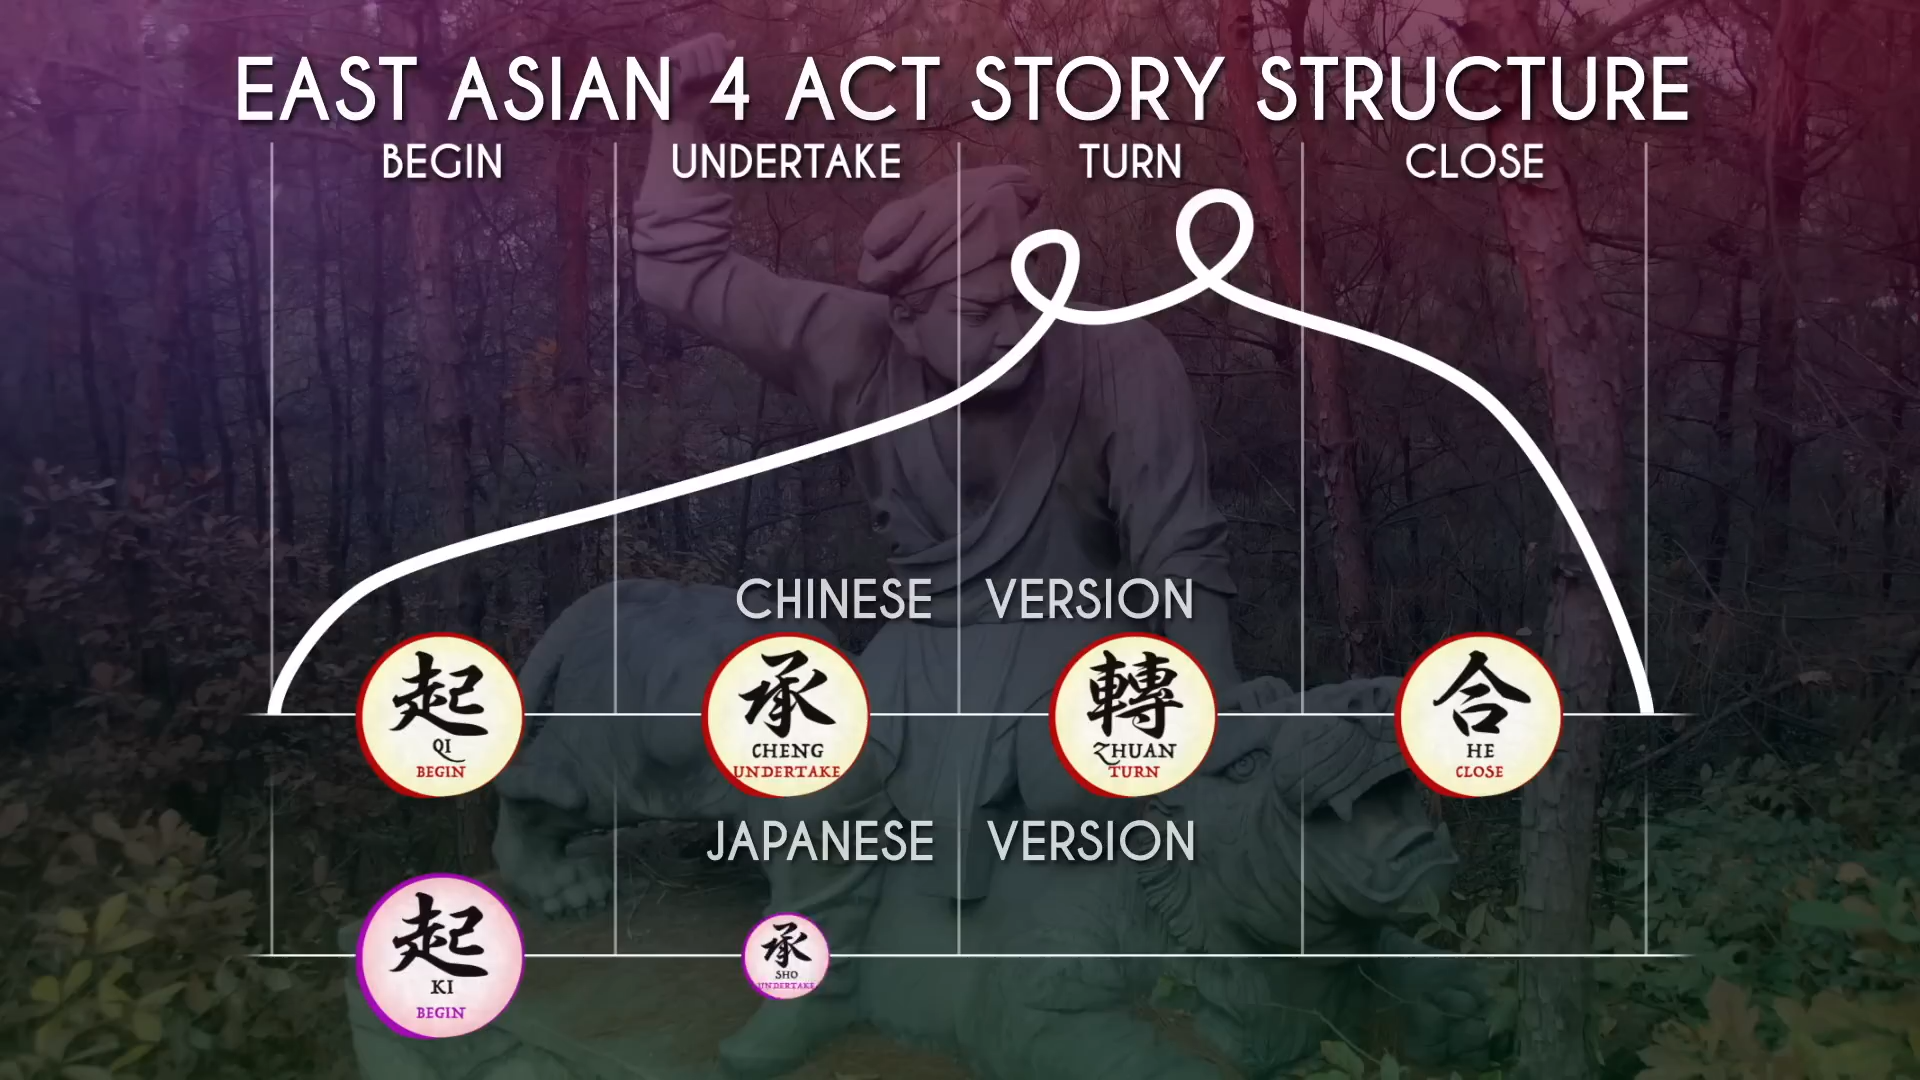 EAST ASIAN 4 ACT STORY STRUCTURE
BEGIN UNDERTAKE TURN CLOSE
CHINESE VERSION
起 承 轉 合
QI CHENG ZHUAN HE
BEGIN UNDERTAKE TURN CLOSE
JAPANESE VERSION
起 承
KI SHO
BEGIN UNDERTAKE